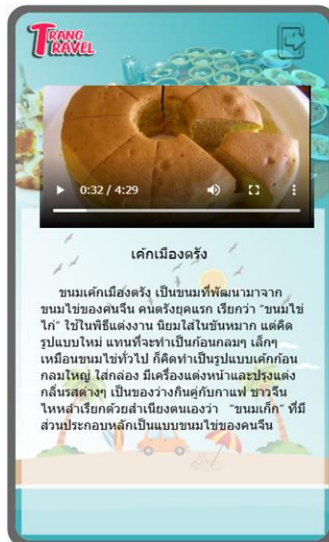 TRANG
TRAVEL
0:32 / 4:29
เค้กเมืองตรัง
ขนมเค้กเมืองตรัง เป็นขนมที่พัฒนามาจาก
ขนมไข่ของคนจีน คนตรังยุคแรก เรียกว่า "ขนมไข่
ไก่" ใช้ในพิธีแต่งงาน นิยมใส่ในขันหมาก แต่คิด
รูปแบบใหม่ แทนที่จะทำเป็นก้อนกลมๆ เล็กๆ
เหมือนขนมไข่ทั่วไป ก็คิดทำเป็นรูปแบบเค้กก้อน
กลมใหญ่ ใส่กล่อง มีเครื่องแต่งหน้าและปรุงแต่ง
กลิ่นรสต่างๆ เป็นของว่างกินคู่กับกาแฟ ชาวจีน
ไหหลำเรียกด้วยสำเนียงตนเองว่า "ขนมเก็ก" ที่มี
ส่วนประกอบหลักเป็นแบบขนมไข่ของคนจีน